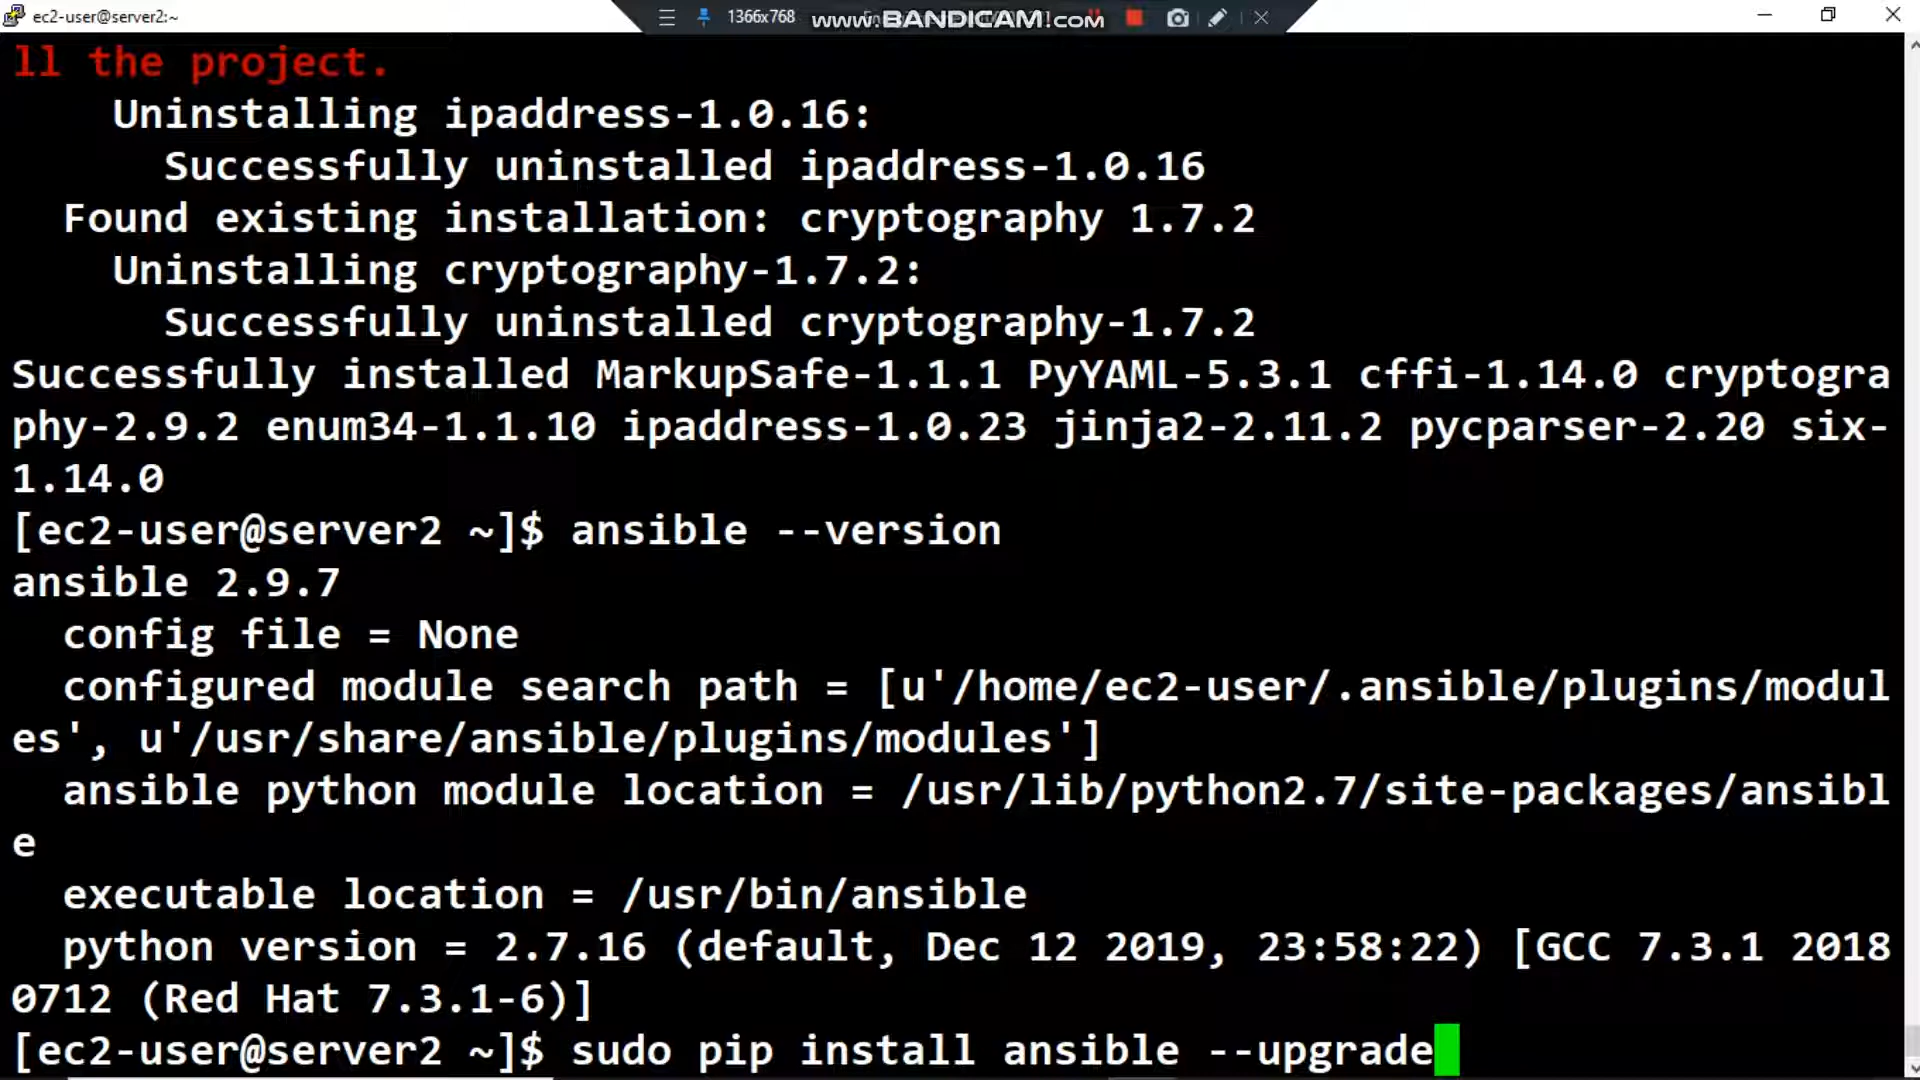 ec2-user@server2:~
1366x768
www.BANDICAM.com
ll the project.
Uninstalling ipaddress-1.0.16:
Successfully uninstalled ipaddress-1.0.16
Found existing installation: cryptography 1.7.2
Uninstalling cryptography-1.7.2:
Successfully uninstalled cryptography-1.7.2
Successfully installed MarkupSafe-1.1.1 PyYAML-5.3.1 cffi-1.14.0 cryptogra
phy-2.9.2 enum34-1.1.10 ipaddress-1.0.23 jinja2-2.11.2 pycparser-2.20 six-
1.14.0
[ec2-user@server2 ~]$ ansible --version
ansible 2.9.7
config file = None
configured module search path = [u'/home/ec2-user/.ansible/plugins/modul
es', u'/usr/share/ansible/plugins/modules']
ansible python module location = /usr/lib/python2.7/site-packages/ansibl
e
executable location = /usr/bin/ansible
python version = 2.7.16 (default, Dec 12 2019, 23:58:22) [GCC 7.3.1 2018
0712 (Red Hat 7.3.1-6)]
[ec2-user@server2 ~]$ sudo pip install ansible --upgrade